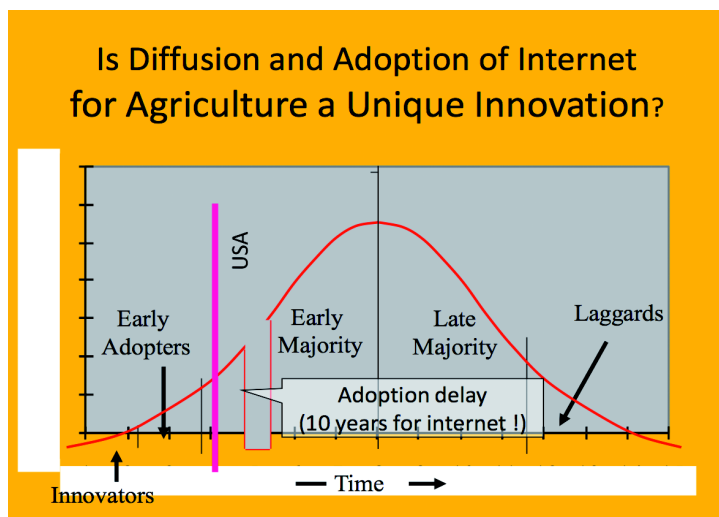 Is Diffusion and Adoption of Internet
for Agriculture a Unique Innovation?
USA
Early
Adopters
Early
Majority
Late
Majority
Laggards
Adoption delay
(10 years for internet !)
Innovators
Time